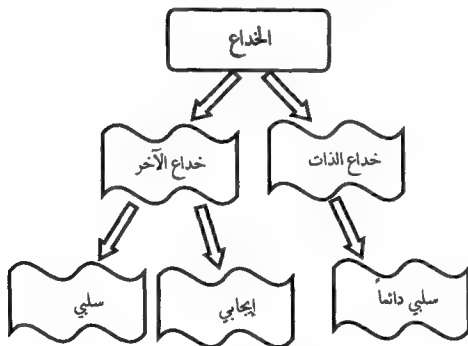 الخداع
خداع الذات
خداع الآخر
سلبي دائماً
إيجابي
سلبي